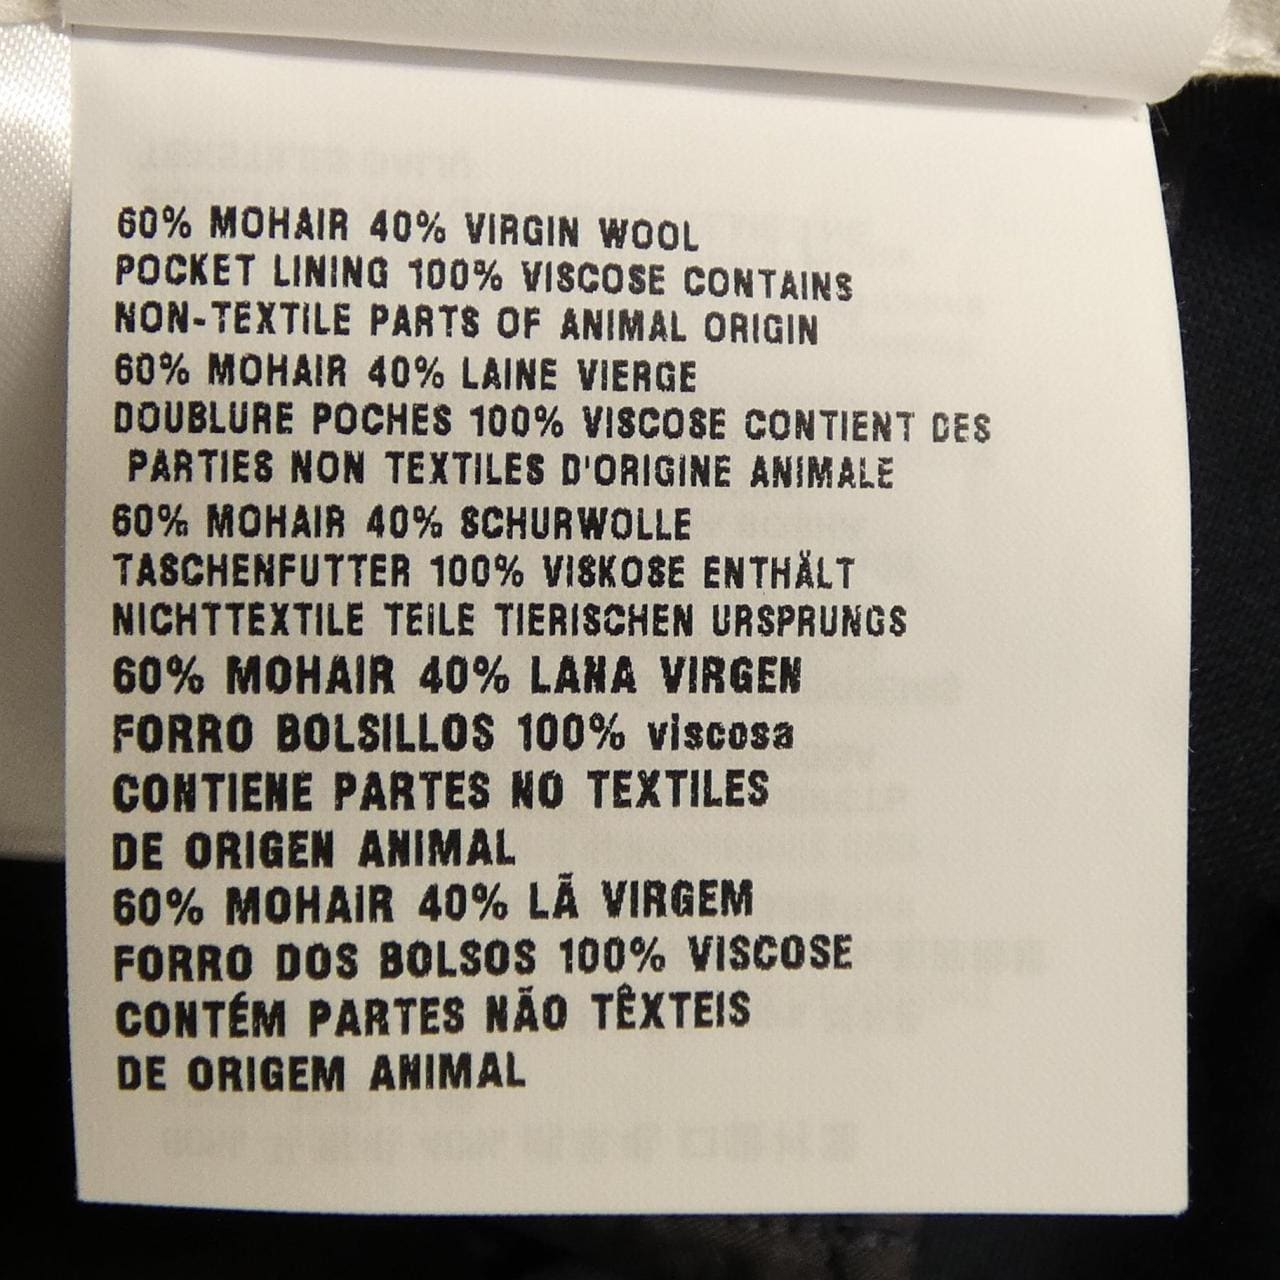 60% MOHAIR 40% VIRGIN WOOL
POCKET LINING 100% VISCOSE CONTAINS
NON-TEXTILE PARTS OF ANIMAL ORIGIN
60% MOHAIR 40% LAINE VIERGE
DOUBLURE POCHES 100% VISCOSE CONTIENT DES
PARTIES NON TEXTILES D'ORIGINE ANIMALE
60% MOHAIR 40% SCHURWOLLE
TASCHENFUTTER 100% VISKOSE ENTHÄLT
NICHTTEXTILE TEILE TIERISCHEN URSPRUNGS
60% MOHAIR 40% LANA VIRGEN
FORRO BOLSILLOS 100% viscosa
CONTIENE PARTES NO TEXTILES
DE ORIGEN ANIMAL
60% MOHAIR 40% LÃ VIRGEM
FORRO DOS BOLSOS 100% VISCOSE
CONTÉM PARTES NÃO TÊXTEIS
DE ORIGEM ANIMAL